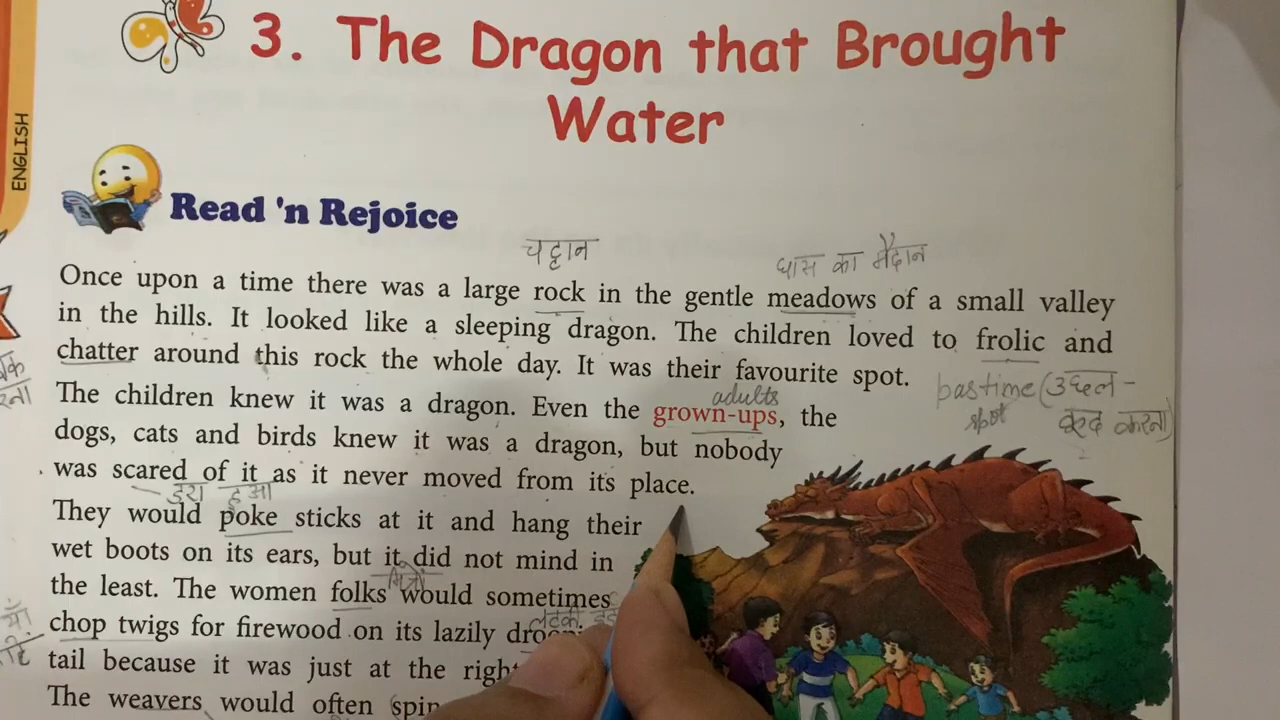 3. The Dragon that Brought
Water
ENGLISH
Read 'n Rejoice
चट्टान
घास का मैदान
Once upon a time there was a large rock in the gentle meadows of a small valley
in the hills. It looked like a sleeping dragon. The children loved to frolic and
chatter around this rock the whole day. It was their favourite spot.
bastime (उछल -
कूद करना)
spot
adults
The children knew it was a dragon. Even the grown-ups, the
dogs, cats and birds knew it was a dragon, but nobody
was scared of it as it never moved from its place.
डरा हुआ
They would poke sticks at it and hang their
wet boots on its ears, but it did not mind in
the least. The women folks would sometimes
chop twigs for firewood on its lazily
tail because it was just at the right
The weavers would often spin